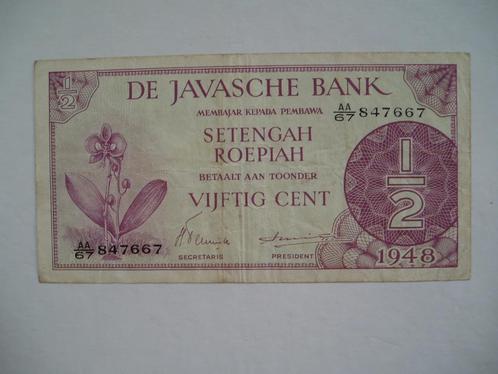 1/2
DE JAVASCHE BANK
MEMBAJAR KEPADA PEMBAWA
AA/67 847667
SETENGAH
ROEPIAH
BETAALT AAN TOONDER
VIJFTIG CENT
1/2
AA/67 847667
SECRETARIS
PRESIDENT
1948